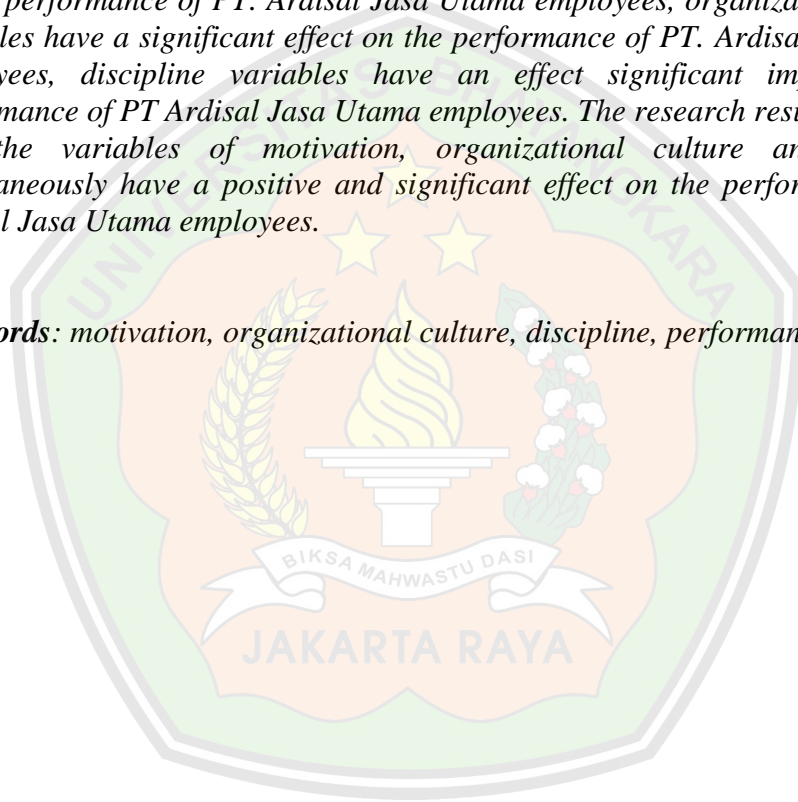 performance of PT. Ardisal Jasa Utama employees, organiza
les have a significant effect on the performance of PT. Ardisa
yees, discipline variables have an effect significant im
mance of PT Ardisal Jasa Utama employees. The research resu
the variables of motivation, organizational culture an
aneously have a positive and significant effect on the perfor
l Jasa Utama employees.
ords: motivation, organizational culture, discipline, performan
UNIVERSITAS BHAYANGKARA
BIKSA MAHWASTU DASI
JAKARTA RAYA